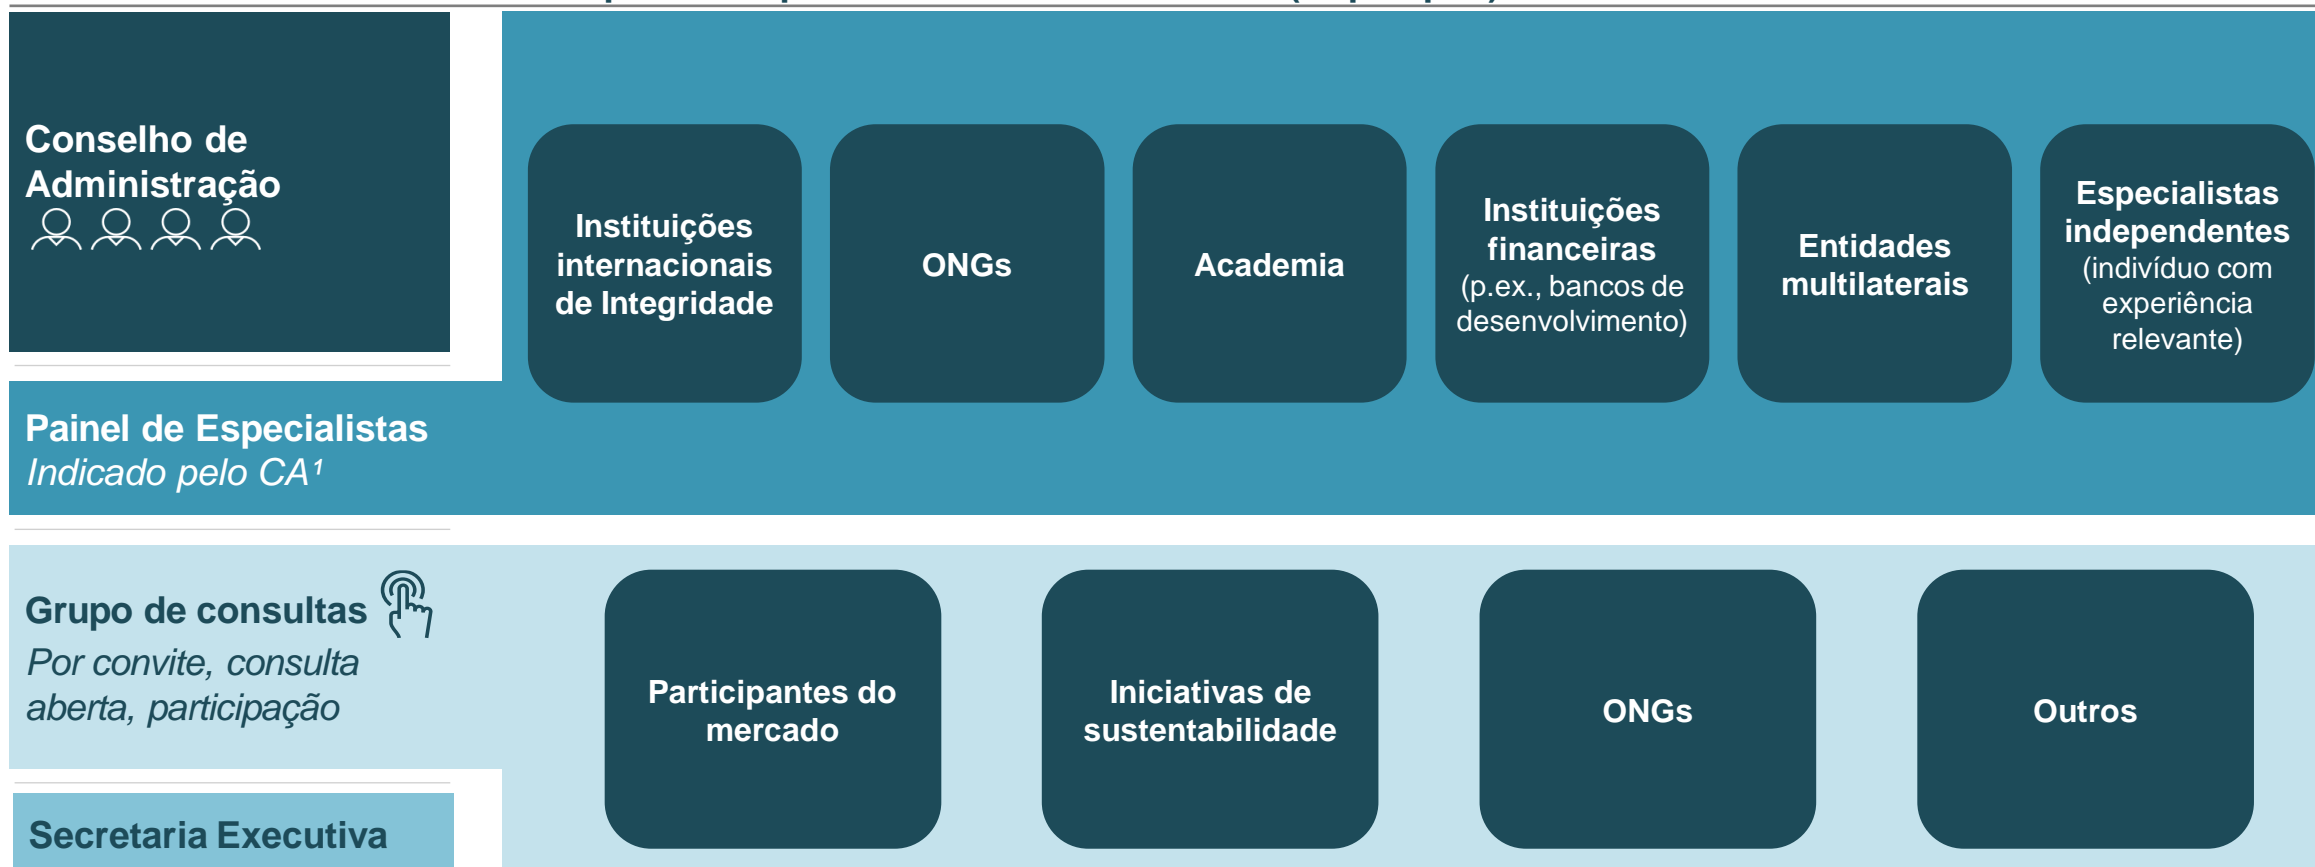 Conselho de
Administração
Instituições
internacionais
de Integridade
ONGs
Academia
Instituições
financeiras
(p.ex., bancos de
desenvolvimento)
Entidades
multilaterais
Especialistas
independentes
(indivíduo com
experiência
relevante)
Painel de Especialistas
Indicado pelo CA¹
Grupo de consultas
Por convite, consulta
aberta, participação
Participantes do
mercado
Iniciativas de
sustentabilidade
ONGs
Outros
Secretaria Executiva